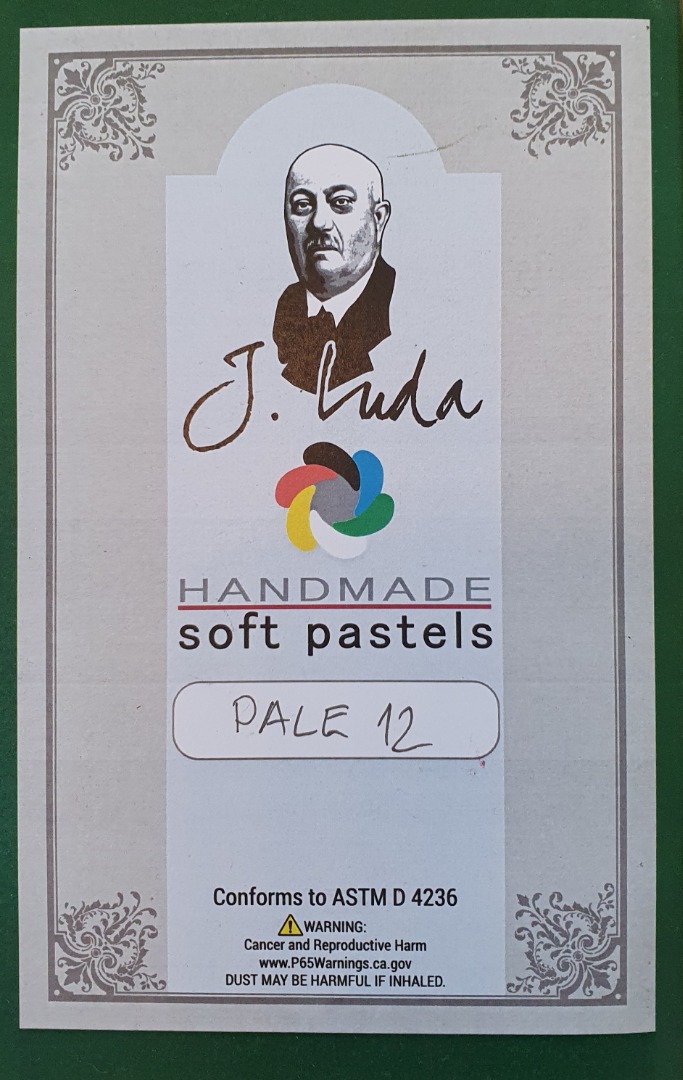 J. Luda
HANDMADE
soft pastels
PALE 12
Conforms to ASTM D 4236
WARNING:
Cancer and Reproductive Harm
www.P65Warnings.ca.gov
DUST MAY BE HARMFUL IF INHALED.